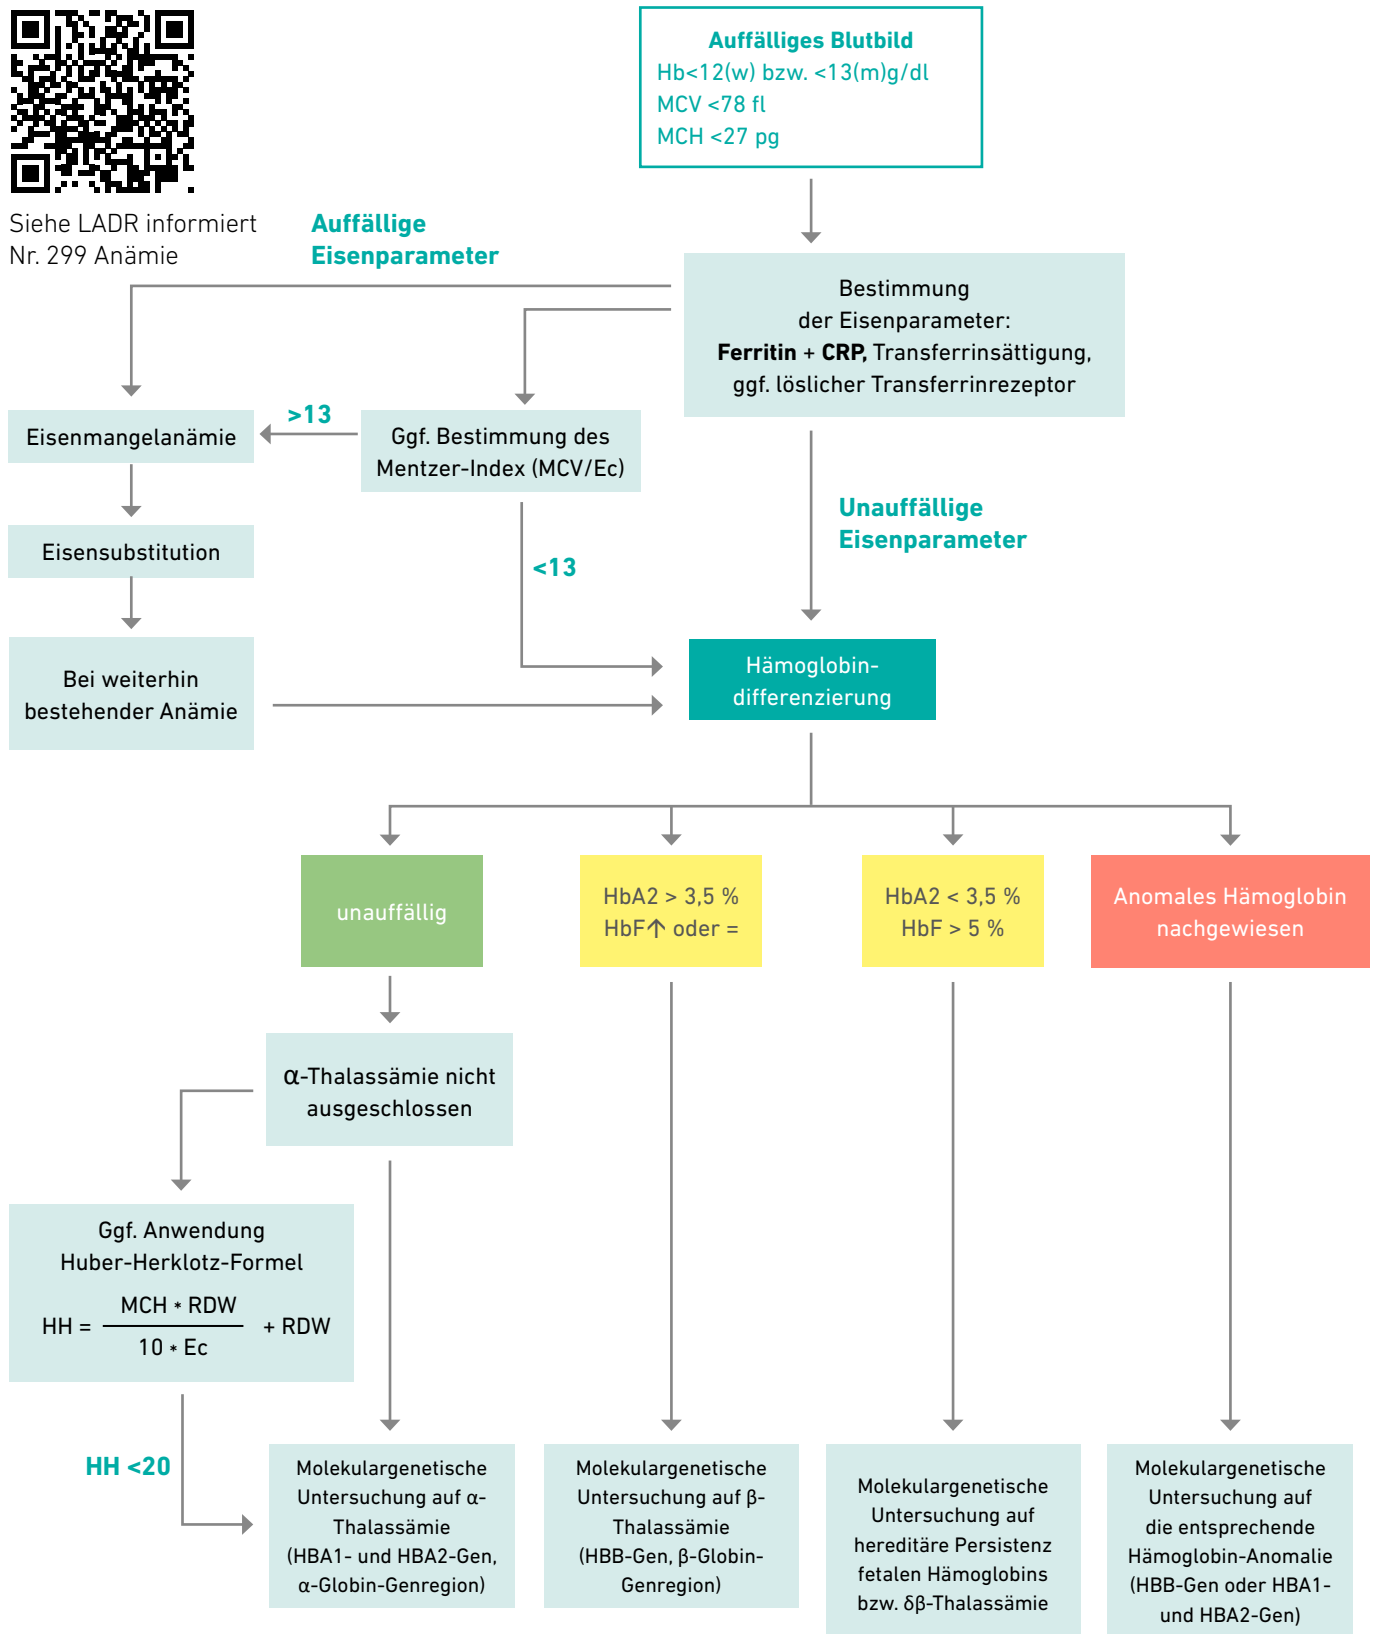 Auffälliges Blutbild
Hb<12(w) bzw. <13(m)g/dl
MCV <78 fl
MCH <27 pg
Siehe LADR informiert
Nr. 299 Anämie
Auffällige
Eisenparameter
Bestimmung
der Eisenparameter:
Ferritin + CRP, Transferrinsättigung,
ggf. löslicher Transferrinrezeptor
Eisenmangelanämie
>13
Ggf. Bestimmung des
Mentzer-Index (MCV/Ec)
Unauffällige
Eisenparameter
Eisensubstitution
<13
Bei weiterhin
bestehender Anämie
Hämoglobin-
differenzierung
unauffällig
HbA2 > 3,5 %
HbF↑ oder =
HbA2 < 3,5 %
HbF > 5 %
Anomales Hämoglobin
nachgewiesen
α-Thalassämie nicht
ausgeschlossen
Ggf. Anwendung
Huber-Herklotz-Formel
MCH * RDW
HH = + RDW
10 * Ec
HH <20
Molekulargenetische
Untersuchung auf α-
Thalassämie
(HBA1- und HBA2-Gen,
α-Globin-Genregion)
Molekulargenetische
Untersuchung auf β-
Thalassämie
(HBB-Gen, β-Globin-
Genregion)
Molekulargenetische
Untersuchung auf
hereditäre Persistenz
fetalen Hämoglobins
bzw. δβ-Thalassämie
Molekulargenetische
Untersuchung auf
die entsprechende
Hämoglobin-Anomalie
(HBB-Gen oder HBA1-
und HBA2-Gen)